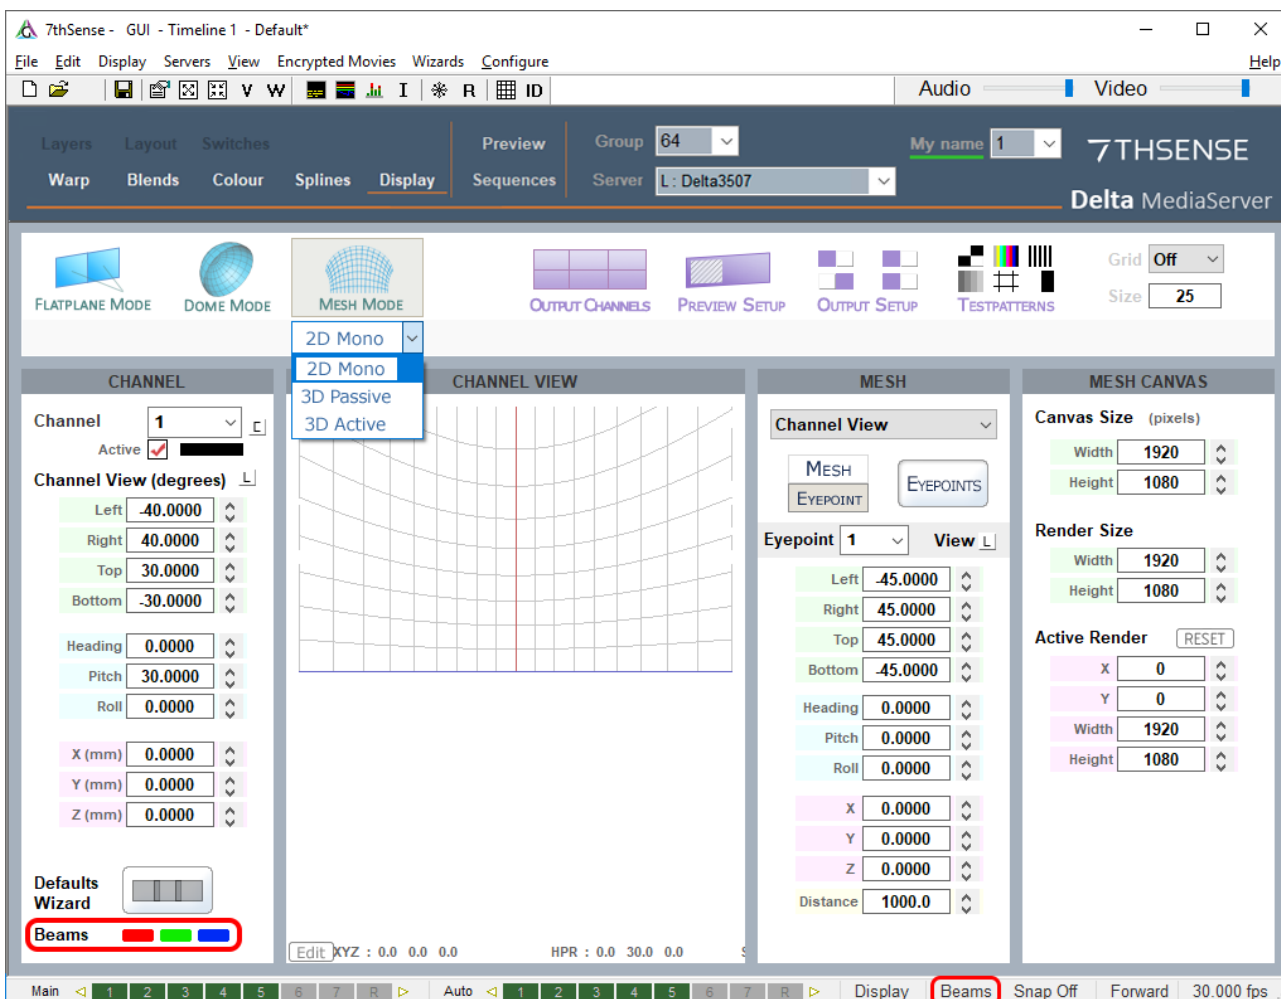 7thSense - GUI - Timeline 1 - Default*
File Edit Display Servers View Encrypted Movies Wizards Configure Help
V W I R ID Audio Video
Layers Layout Switches Preview Group 64 My name 1 7THSENSE
Warp Blends Colour Splines Display Sequences Server L : Delta3507
Delta MediaServer
FLATPLANE MODE DOME MODE MESH MODE OUTPUT CHANNELS PREVIEW SETUP OUTPUT SETUP TESTPATTERNS
Grid Off
Size 25
2D Mono
2D Mono
3D Passive
3D Active
CHANNEL
Channel 1 C
Active
Channel View (degrees) L
Left -40.0000
Right 40.0000
Top 30.0000
Bottom -30.0000
Heading 0.0000
Pitch 30.0000
Roll 0.0000
X (mm) 0.0000
Y (mm) 0.0000
Z (mm) 0.0000
Defaults
Wizard
Beams
CHANNEL VIEW
Edit XYZ : 0.0 0.0 0.0 HPR : 0.0 30.0 0.0
MESH
Channel View
MESH
EYEPOINT
EYEPOINTS
Eyepoint 1 View L
Left -45.0000
Right 45.0000
Top 45.0000
Bottom -45.0000
Heading 0.0000
Pitch 0.0000
Roll 0.0000
X 0.0000
Y 0.0000
Z 0.0000
Distance 1000.0
MESH CANVAS
Canvas Size (pixels)
Width 1920
Height 1080
Render Size
Width 1920
Height 1080
Active Render RESET
X 0
Y 0
Width 1920
Height 1080
Main 1 2 3 4 5 6 7 R Auto 1 2 3 4 5 6 7 R Display Beams Snap Off Forward 30.000 fps